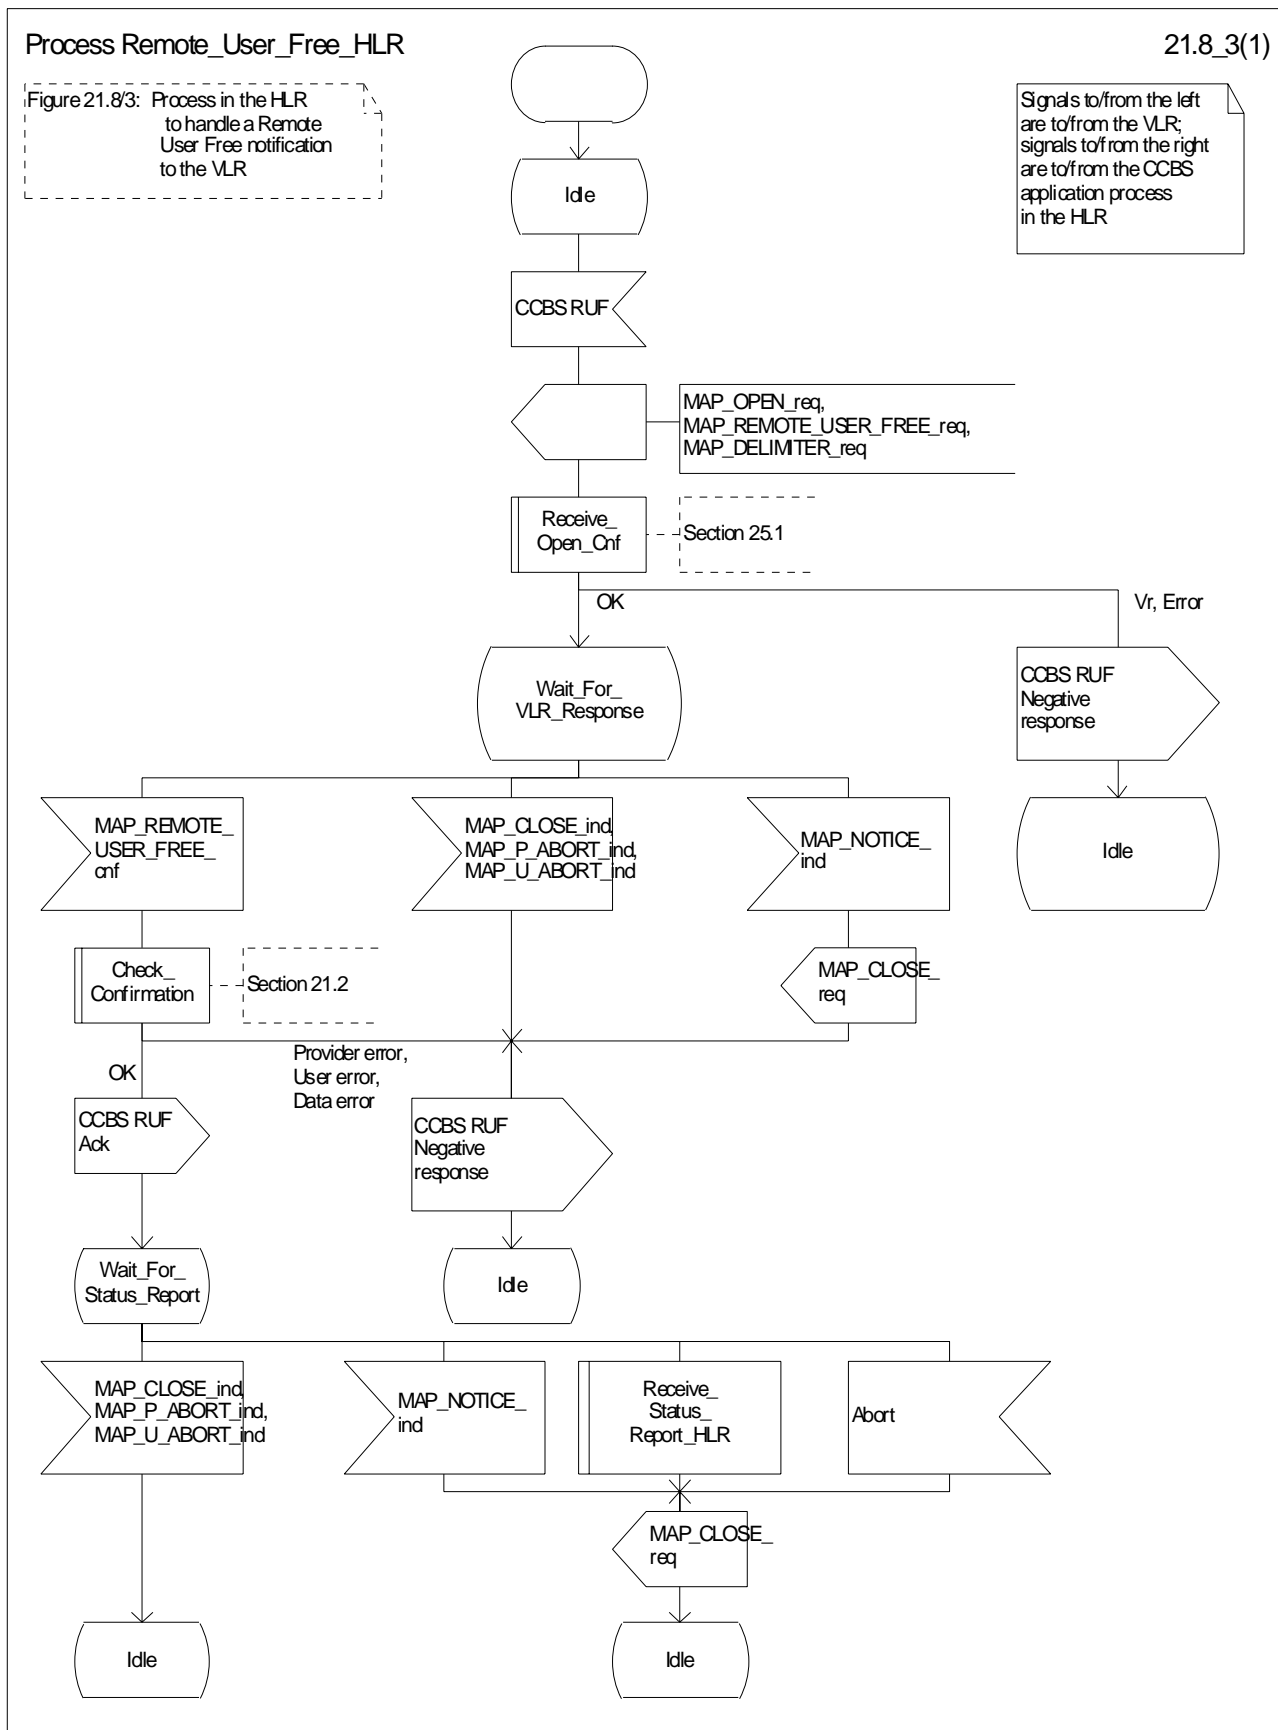 Process Remote_User_Free_HLR
21.8_3(1)
Figure 21.8/3: Process in the HLR
to handle a Remote
User Free notification
to the VLR
Signals to/from the left
are to/from the VLR;
signals to/from the right
are to/from the CCBS
application process
in the HLR
Idle
CCBS RUF
MAP_OPEN_req,
MAP_REMOTE_USER_FREE_req,
MAP_DELIMITER_req
Receive_
Open_Cnf
Section 25.1
OK
Vr, Error
Wait_For_
VLR_Response
CCBS RUF
Negative
response
MAP_REMOTE_
USER_FREE_
cnf
MAP_CLOSE_ind,
MAP_P_ABORT_ind,
MAP_U_ABORT_ind
MAP_NOTICE_
ind
Idle
Check_
Confirmation
Section 21.2
MAP_CLOSE_
req
OK
Provider error,
User error,
Data error
CCBS RUF
Ack
CCBS RUF
Negative
response
Wait_For_
Status_Report
Idle
MAP_CLOSE_ind,
MAP_P_ABORT_ind,
MAP_U_ABORT_ind
MAP_NOTICE_
ind
Receive_
Status_
Report_HLR
Abort
MAP_CLOSE_
req
Idle
Idle